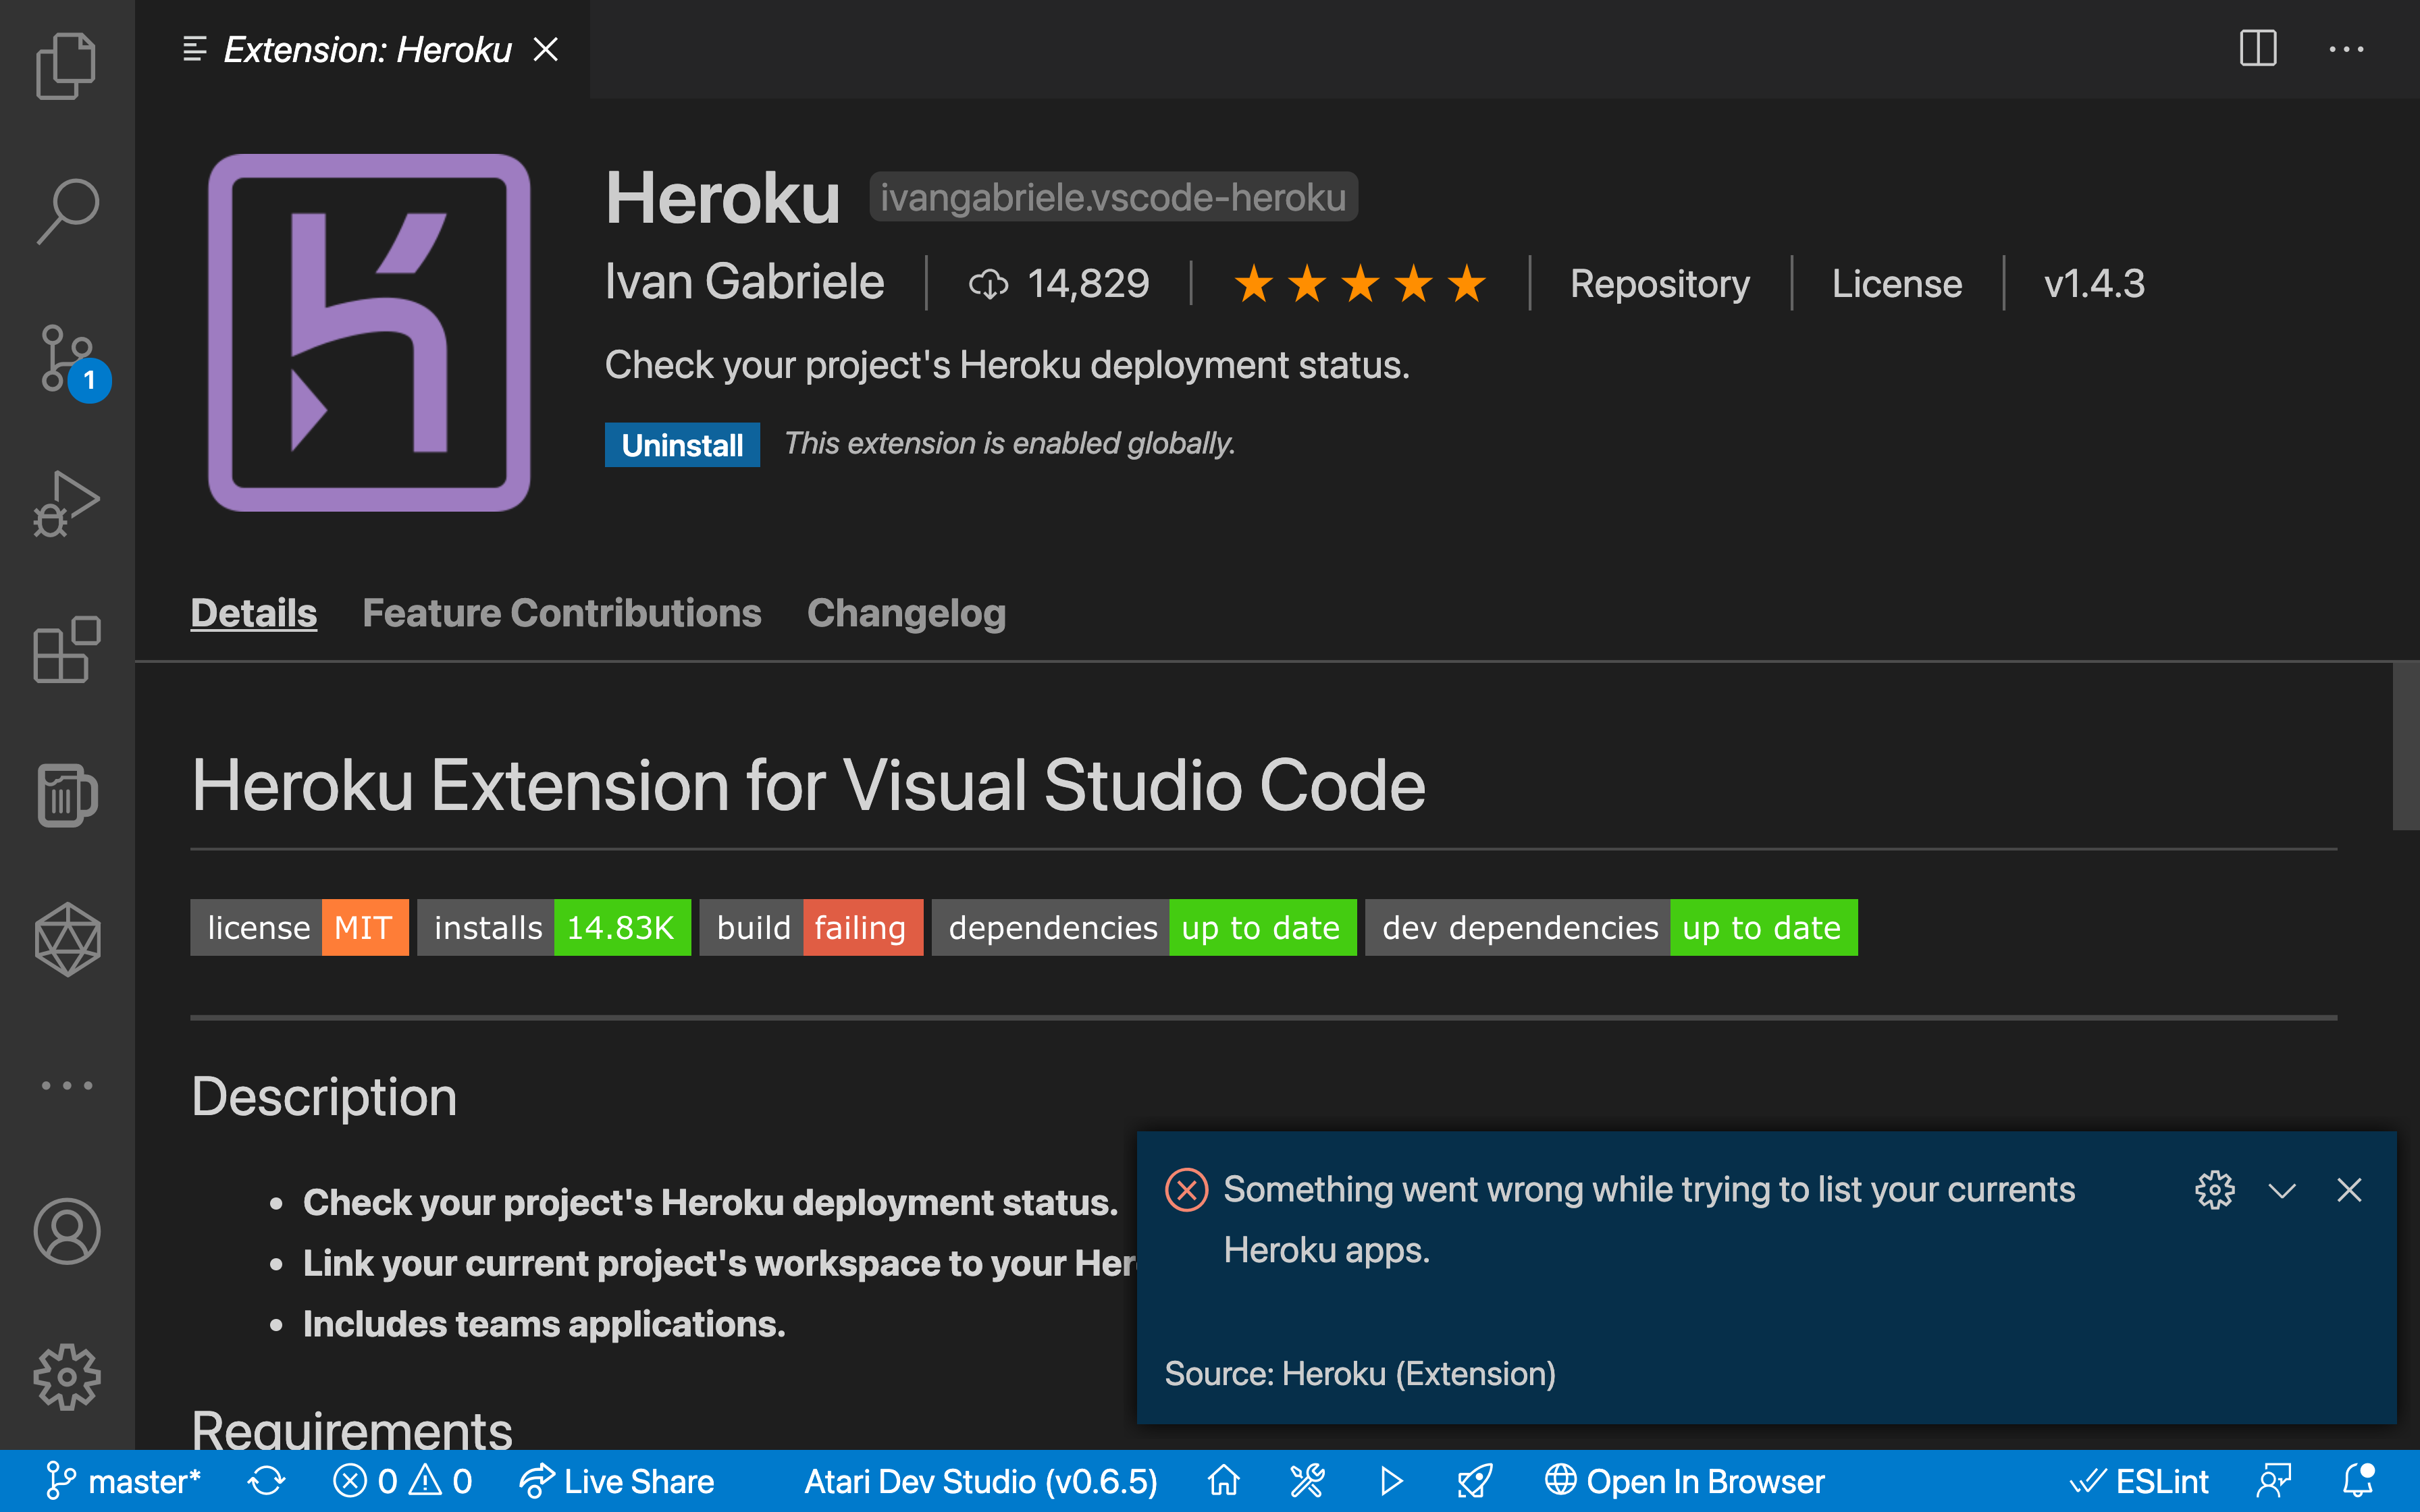 Extension: Heroku
Heroku ivangabriele.vscode-heroku
Ivan Gabriele 14,829 Repository License v1.4.3
Check your project's Heroku deployment status.
Uninstall This extension is enabled globally.
1
Details Feature Contributions Changelog
Heroku Extension for Visual Studio Code
license MIT installs 14.83K build failing dependencies up to date dev dependencies up to date
Description
• Check your project's Heroku deployment status.
• Link your current project's workspace to your Her
• Includes teams applications.
Requirements
Something went wrong while trying to list your currents
Heroku apps.
Source: Heroku (Extension)
master* 0 0 Live Share Atari Dev Studio (v0.6.5) Open In Browser ESLint